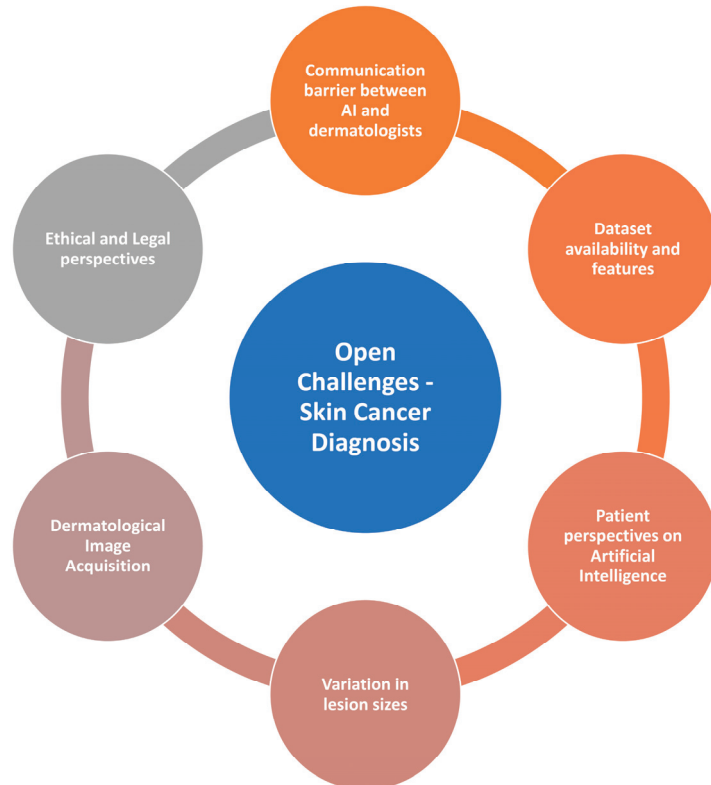 Communication
barrier between
AI and
dermatologists
Dataset
availability and
features
Patient
perspectives on
Artificial
Intelligence
Variation in
lesion sizes
Dermatological
Image
Acquisition
Ethical and Legal
perspectives
Open
Challenges -
Skin Cancer
Diagnosis